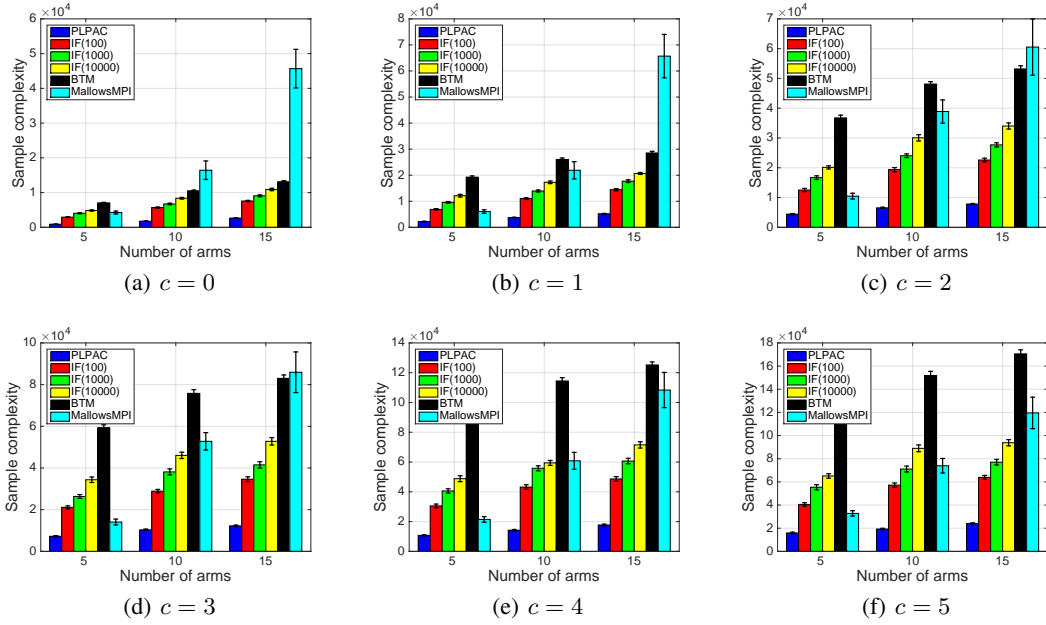 ×10⁴
Sample complexity
6
5
4
3
2
1
0
PLPAC
IF(100)
IF(1000)
IF(10000)
BTM
MallowsMPI
5 10 15
Number of arms
(a) c = 0
×10⁴
Sample complexity
8
7
6
5
4
3
2
1
0
PLPAC
IF(100)
IF(1000)
IF(10000)
BTM
MallowsMPI
5 10 15
Number of arms
(b) c = 1
×10⁴
Sample complexity
7
6
5
4
3
2
1
0
PLPAC
IF(100)
IF(1000)
IF(10000)
BTM
MallowsMPI
5 10 15
Number of arms
(c) c = 2
×10⁴
Sample complexity
10
8
6
4
2
0
PLPAC
IF(100)
IF(1000)
IF(10000)
BTM
MallowsMPI
5 10 15
Number of arms
(d) c = 3
×10⁴
Sample complexity
14
12
10
8
6
4
2
0
PLPAC
IF(100)
IF(1000)
IF(10000)
BTM
MallowsMPI
5 10 15
Number of arms
(e) c = 4
×10⁴
Sample complexity
18
16
14
12
10
8
6
4
2
0
PLPAC
IF(100)
IF(1000)
IF(10000)
BTM
MallowsMPI
5 10 15
Number of arms
(f) c = 5